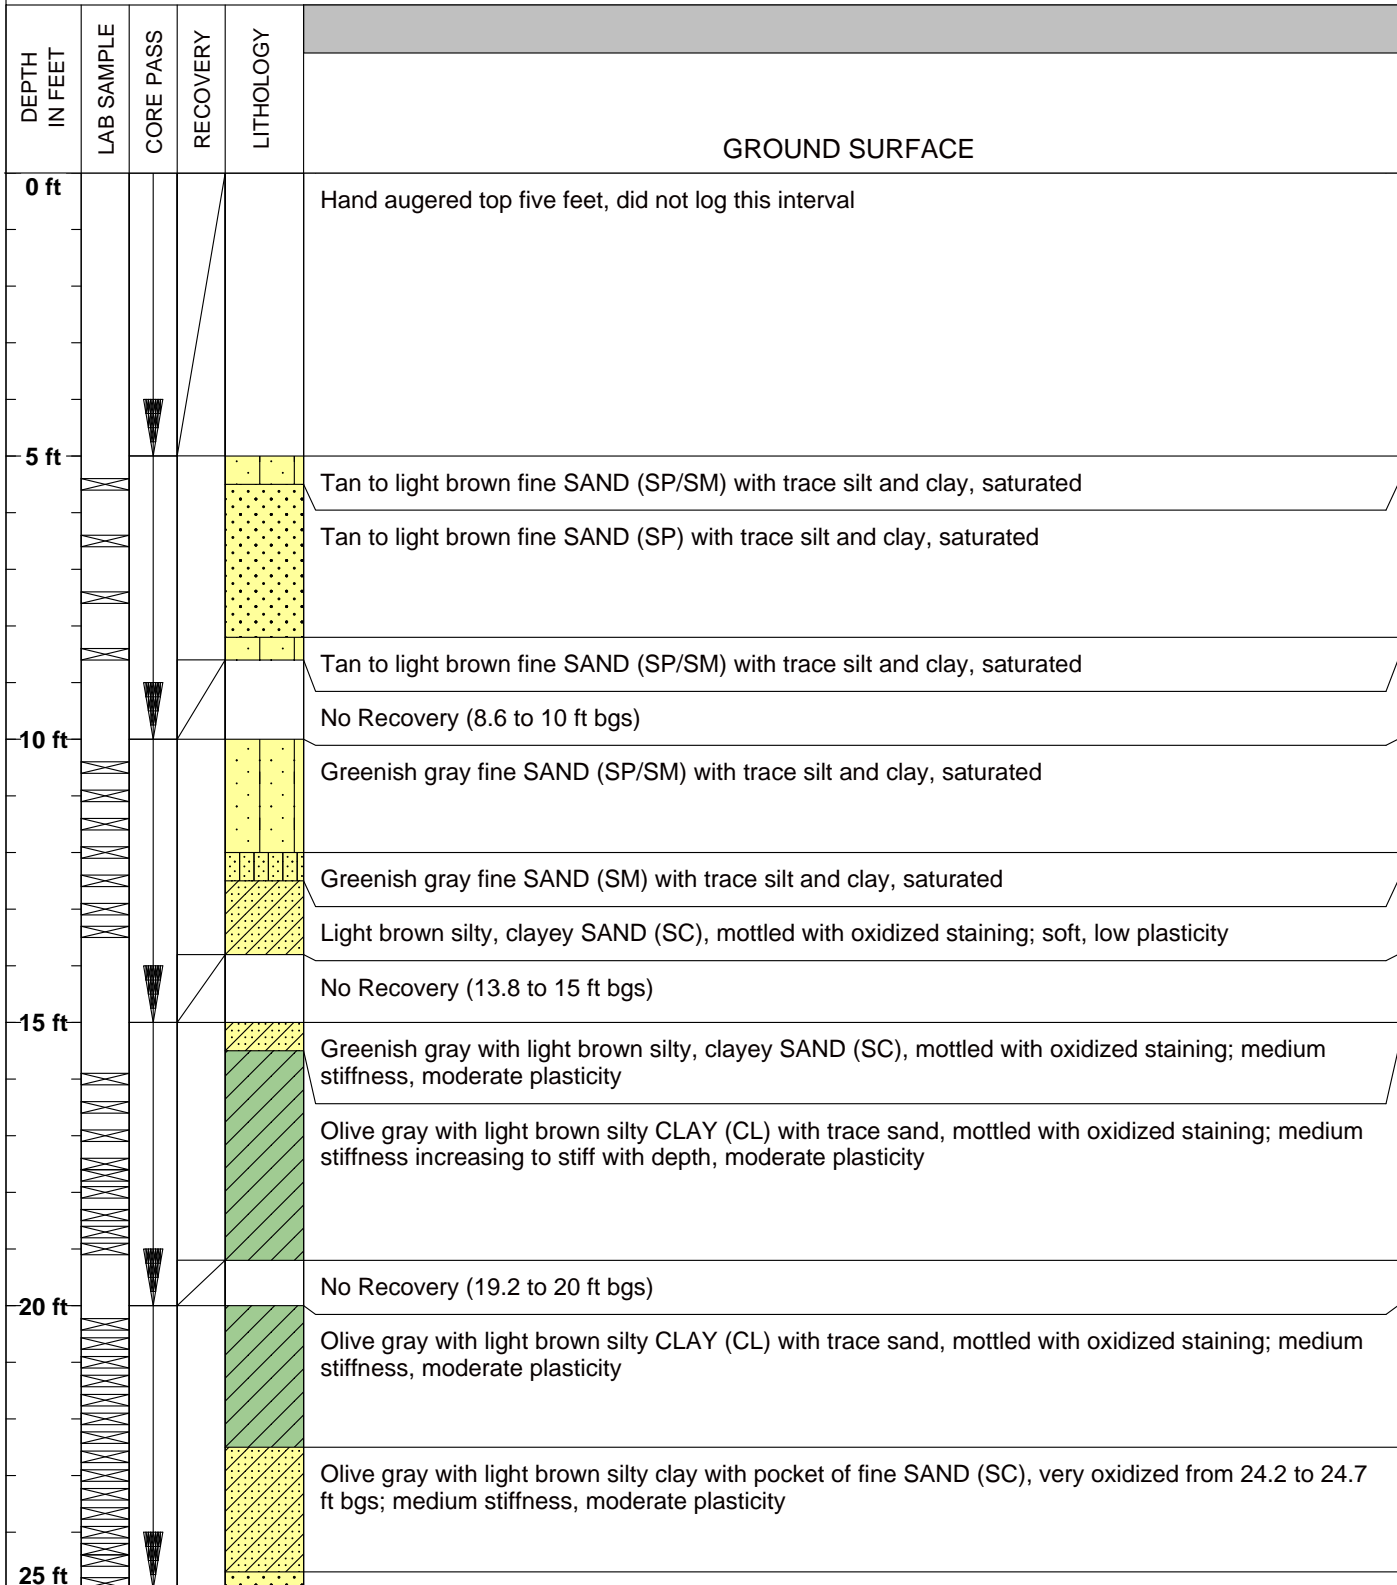 DEPTH
IN FEET
LAB SAMPLE
CORE PASS
RECOVERY
LITHOLOGY
GROUND SURFACE
0 ft
Hand augered top five feet, did not log this interval
5 ft
Tan to light brown fine SAND (SP/SM) with trace silt and clay, saturated
Tan to light brown fine SAND (SP) with trace silt and clay, saturated
Tan to light brown fine SAND (SP/SM) with trace silt and clay, saturated
No Recovery (8.6 to 10 ft bgs)
10 ft
Greenish gray fine SAND (SP/SM) with trace silt and clay, saturated
Greenish gray fine SAND (SM) with trace silt and clay, saturated
Light brown silty, clayey SAND (SC), mottled with oxidized staining; soft, low plasticity
No Recovery (13.8 to 15 ft bgs)
15 ft
Greenish gray with light brown silty, clayey SAND (SC), mottled with oxidized staining; medium
stiffness, moderate plasticity
Olive gray with light brown silty CLAY (CL) with trace sand, mottled with oxidized staining; medium
stiffness increasing to stiff with depth, moderate plasticity
No Recovery (19.2 to 20 ft bgs)
20 ft
Olive gray with light brown silty CLAY (CL) with trace sand, mottled with oxidized staining; medium
stiffness, moderate plasticity
Olive gray with light brown silty clay with pocket of fine SAND (SC), very oxidized from 24.2 to 24.7
ft bgs; medium stiffness, moderate plasticity
25 ft